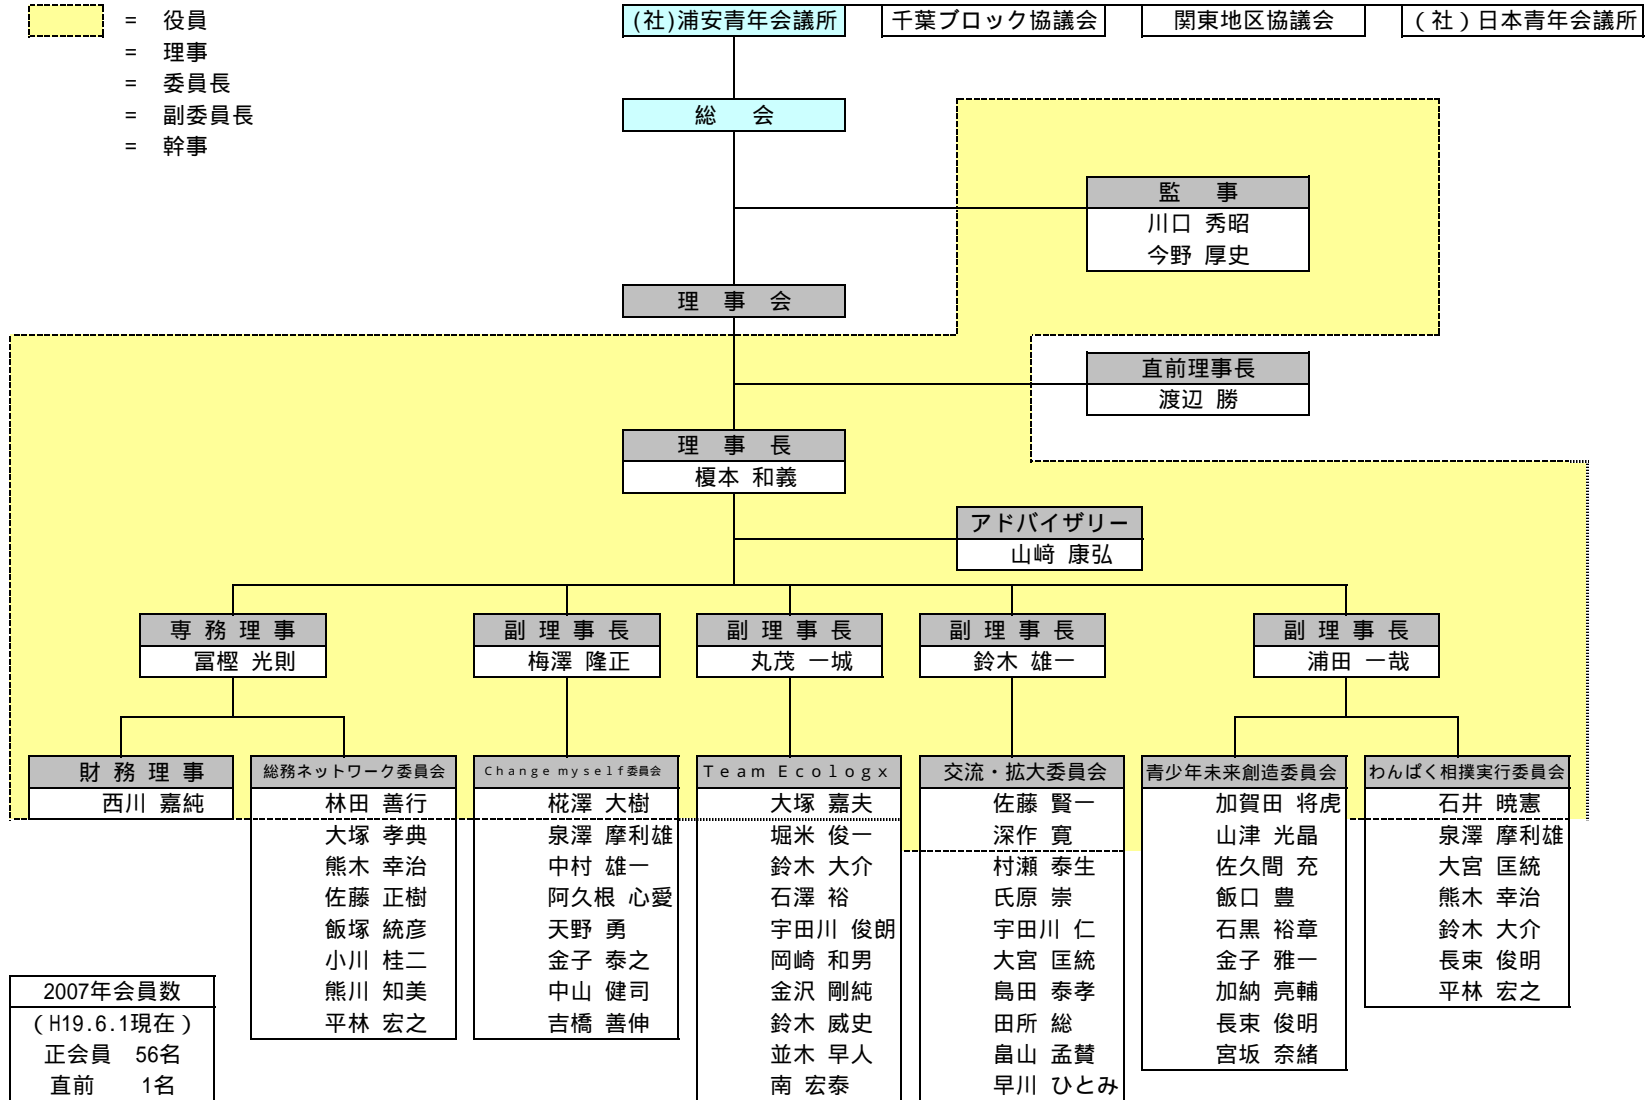 = 役員
= 理事
= 委員長
= 副委員長
= 幹事
(社)浦安青年会議所
千葉ブロック協議会
関東地区協議会
（社）日本青年会議所
総 会
監 事
川口 秀昭
今野 厚史
理 事 会
直前理事長
渡辺 勝
理 事 長
榎本 和義
アドバイザリー
山﨑 康弘
専 務 理 事
冨樫 光則
副 理 事 長
梅澤 隆正
副 理 事 長
丸茂 一城
副 理 事 長
鈴木 雄一
副 理 事 長
浦田 一哉
財 務 理 事
西川 嘉純
総務ネットワーク委員会
林田 善行
大塚 孝典
熊木 幸治
佐藤 正樹
飯塚 統彦
小川 桂二
熊川 知美
平林 宏之
Change myself委員会
椛澤 大樹
泉澤 摩利雄
中村 雄一
阿久根 心愛
天野 勇
金子 泰之
中山 健司
吉橋 善伸
Team Ecologx
大塚 嘉夫
堀米 俊一
鈴木 大介
石澤 裕
宇田川 俊朗
岡崎 和男
金沢 剛純
鈴木 威史
並木 早人
南 宏泰
交流・拡大委員会
佐藤 賢一
深作 寛
村瀬 泰生
氏原 崇
宇田川 仁
大宮 匡統
島田 泰孝
田所 総
畠山 孟賛
早川 ひとみ
青少年未来創造委員会
加賀田 将虎
山津 光晶
佐久間 充
飯口 豊
石黒 裕章
金子 雅一
加納 亮輔
長束 俊明
宮坂 奈緒
わんぱく相撲実行委員会
石井 暁憲
泉澤 摩利雄
大宮 匡統
熊木 幸治
鈴木 大介
長束 俊明
平林 宏之
2007年会員数
（H19.6.1現在）
正会員 56名
直前 1名